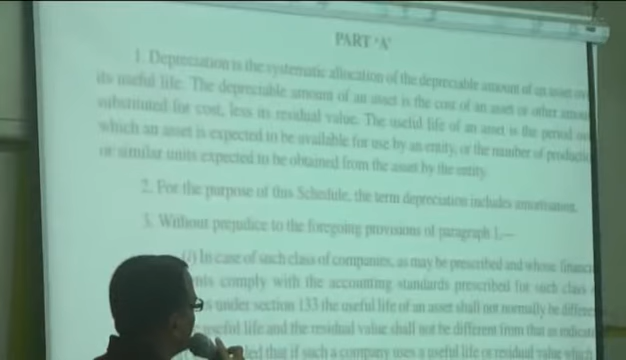 PART 'A'
1. Depreciation is the systematic allocation of the depreciable amount of an asset over
its useful life. The depreciable amount of an asset is the cost of an asset or other amount
substituted for cost, less its residual value. The useful life of an asset is the period over
which an asset is expected to be available for use by an entity, or the number of production
or similar units expected to be obtained from the asset by the entity.
2. For the purpose of this Schedule, the term depreciation includes amortisation.
3. Without prejudice to the foregoing provisions of paragraph 1,—
(i) In case of such class of companies, as may be prescribed and whose financi
comply with the accounting standards prescribed for such class
under section 133 the useful life of an asset shall not normally be differen
useful life and the residual value shall not be different from that as indicate
that if such a company uses a useful life or residual value which